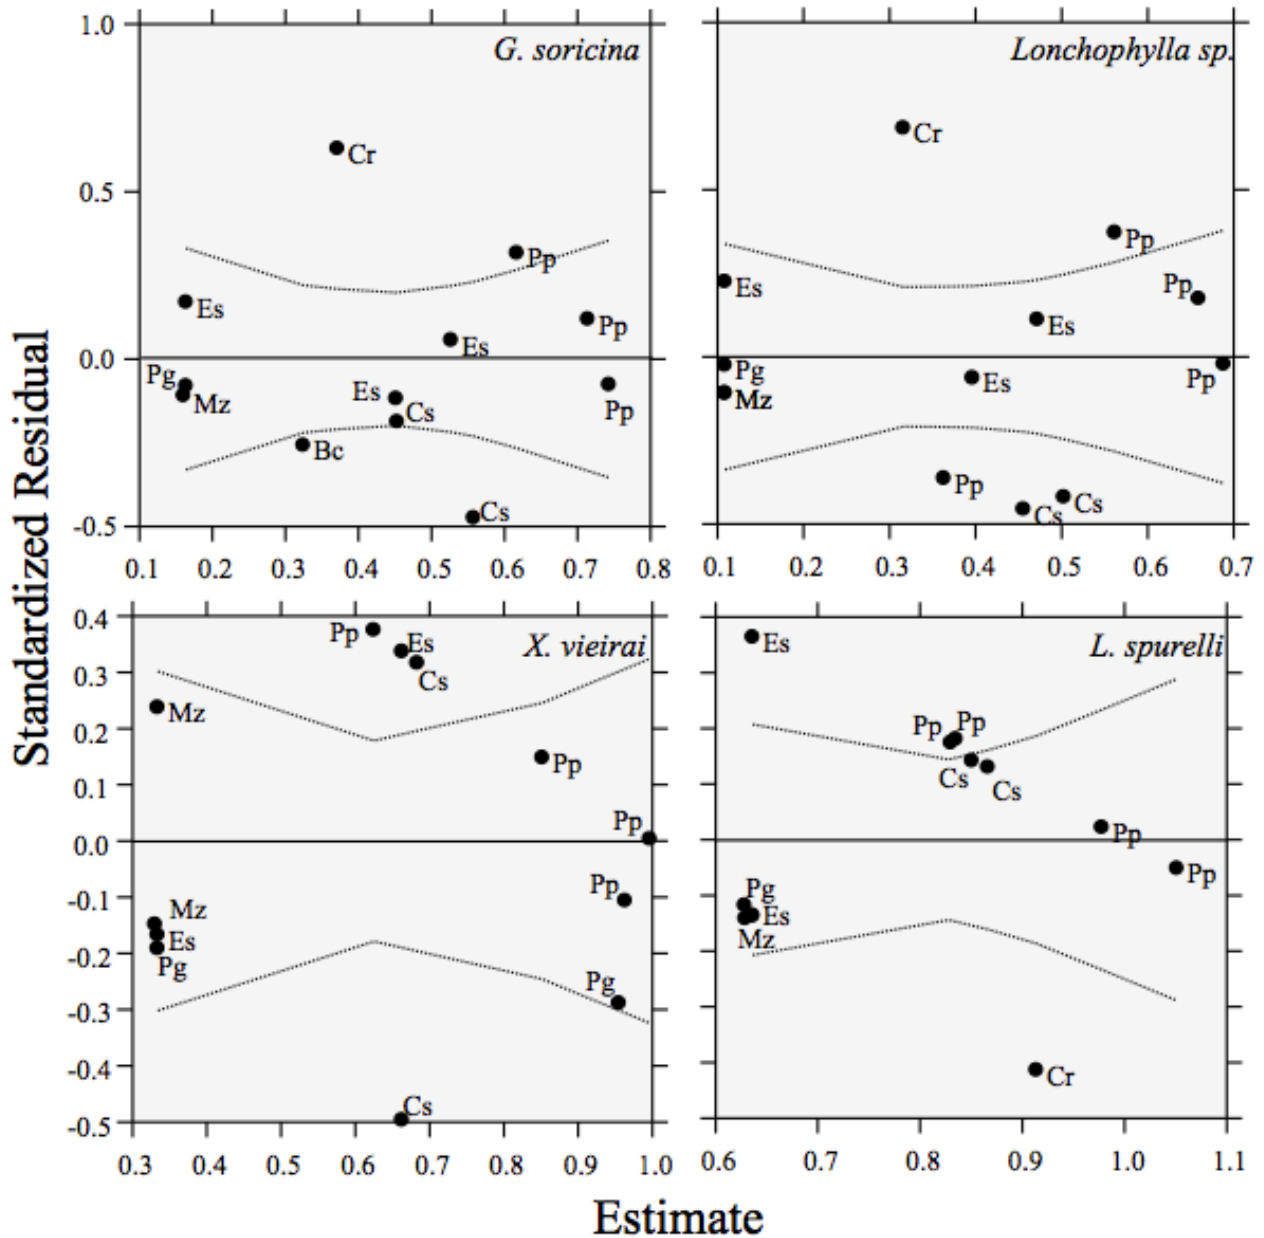 Standardized Residual
1.0
0.5
0.0
-0.5
G. soricina
Cr
Pp
Es
Pp
Es
Pg
Mz
Es
Cs
Pp
Bc
Cs
0.1 0.2 0.3 0.4 0.5 0.6 0.7 0.8
Lonchophylla sp.
Cr
Pp
Es
Pp
Es
Pg
Mz
Es
Pp
Pp
Cs
Cs
0.1 0.2 0.3 0.4 0.5 0.6 0.7
0.4
0.3
0.2
0.1
0.0
-0.1
-0.2
-0.3
-0.4
-0.5
X. vieirai
Pp
Es
Cs
Mz
Pp
Pp
Mz
Es
Pg
Pp
Pg
Cs
0.3 0.4 0.5 0.6 0.7 0.8 0.9 1.0
L. spurelli
Es
Pp
Pp
Cs
Cs
Pp
Pp
Pg
Es
Mz
Cr
0.6 0.7 0.8 0.9 1.0 1.1
Estimate